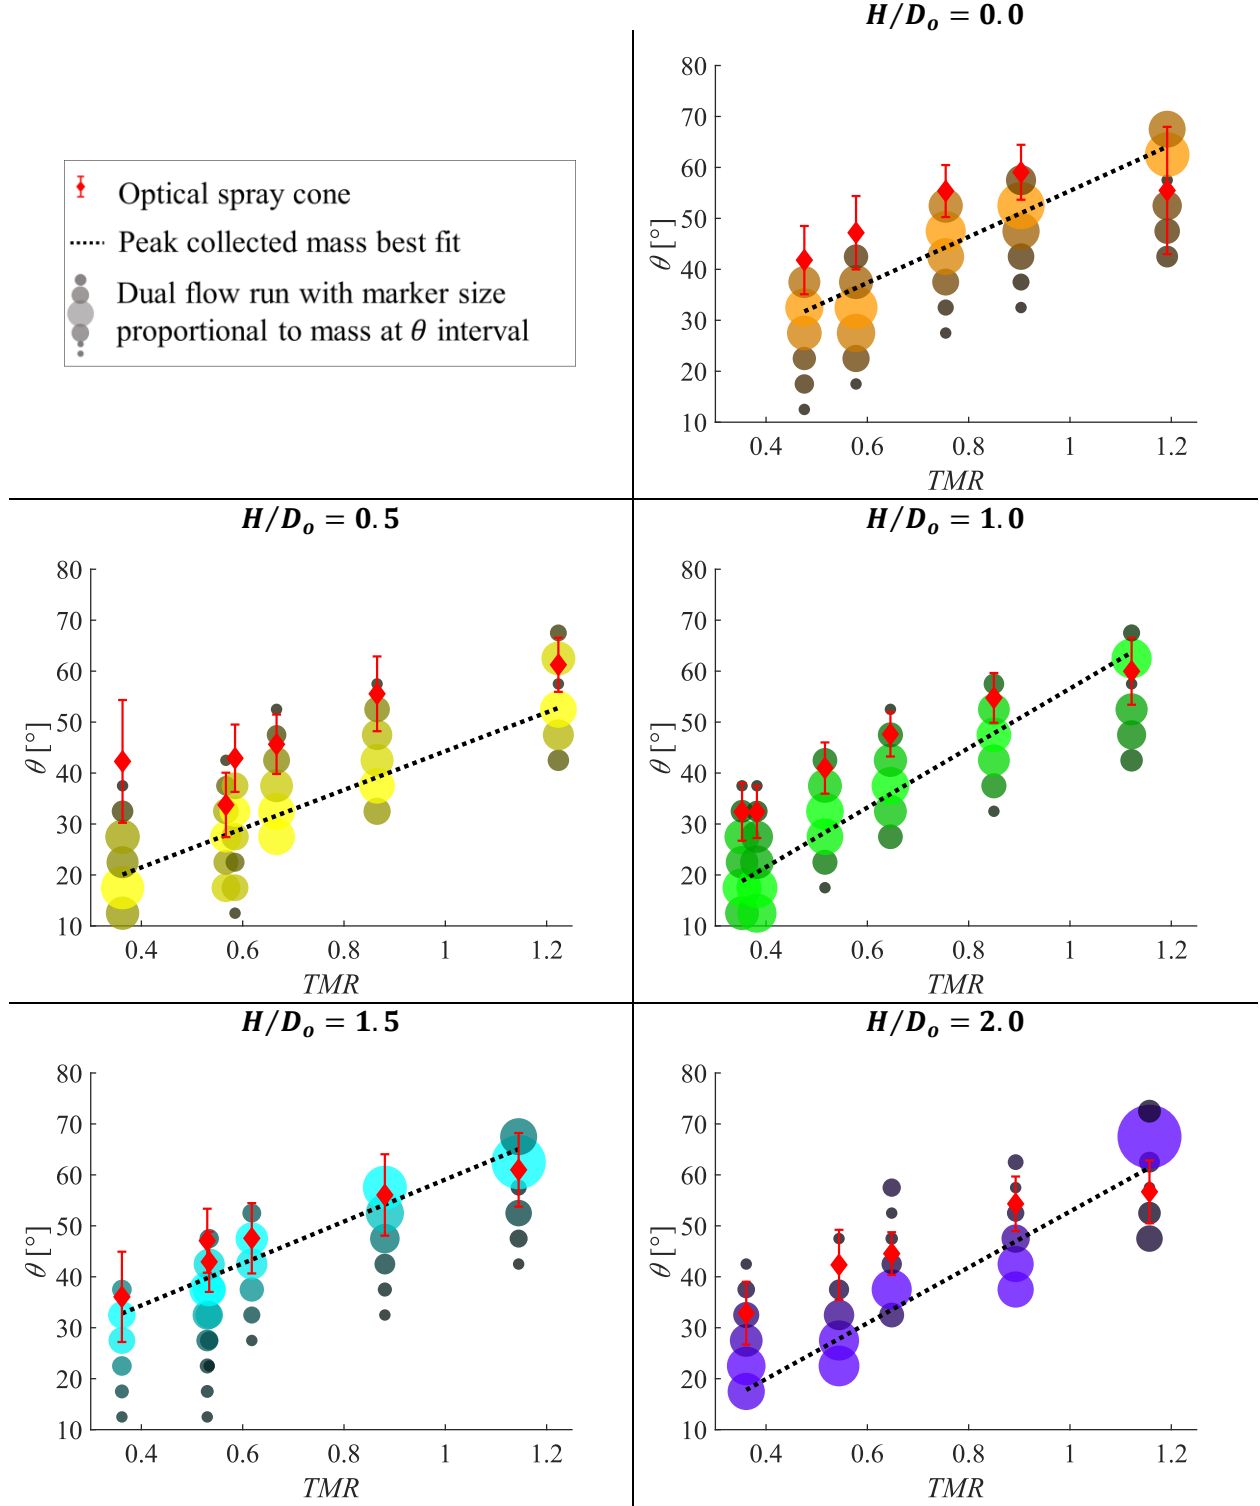 H/Dₒ = 0.0
Optical spray cone
Peak collected mass best fit
Dual flow run with marker size
proportional to mass at θ interval
80
70
60
50
40
30
20
10
θ [°]
0.4 0.6 0.8 1 1.2
TMR
H/Dₒ = 0.5
80
70
60
50
40
30
20
10
θ [°]
0.4 0.6 0.8 1 1.2
TMR
H/Dₒ = 1.0
80
70
60
50
40
30
20
10
θ [°]
0.4 0.6 0.8 1 1.2
TMR
H/Dₒ = 1.5
80
70
60
50
40
30
20
10
θ [°]
0.4 0.6 0.8 1 1.2
TMR
H/Dₒ = 2.0
80
70
60
50
40
30
20
10
θ [°]
0.4 0.6 0.8 1 1.2
TMR